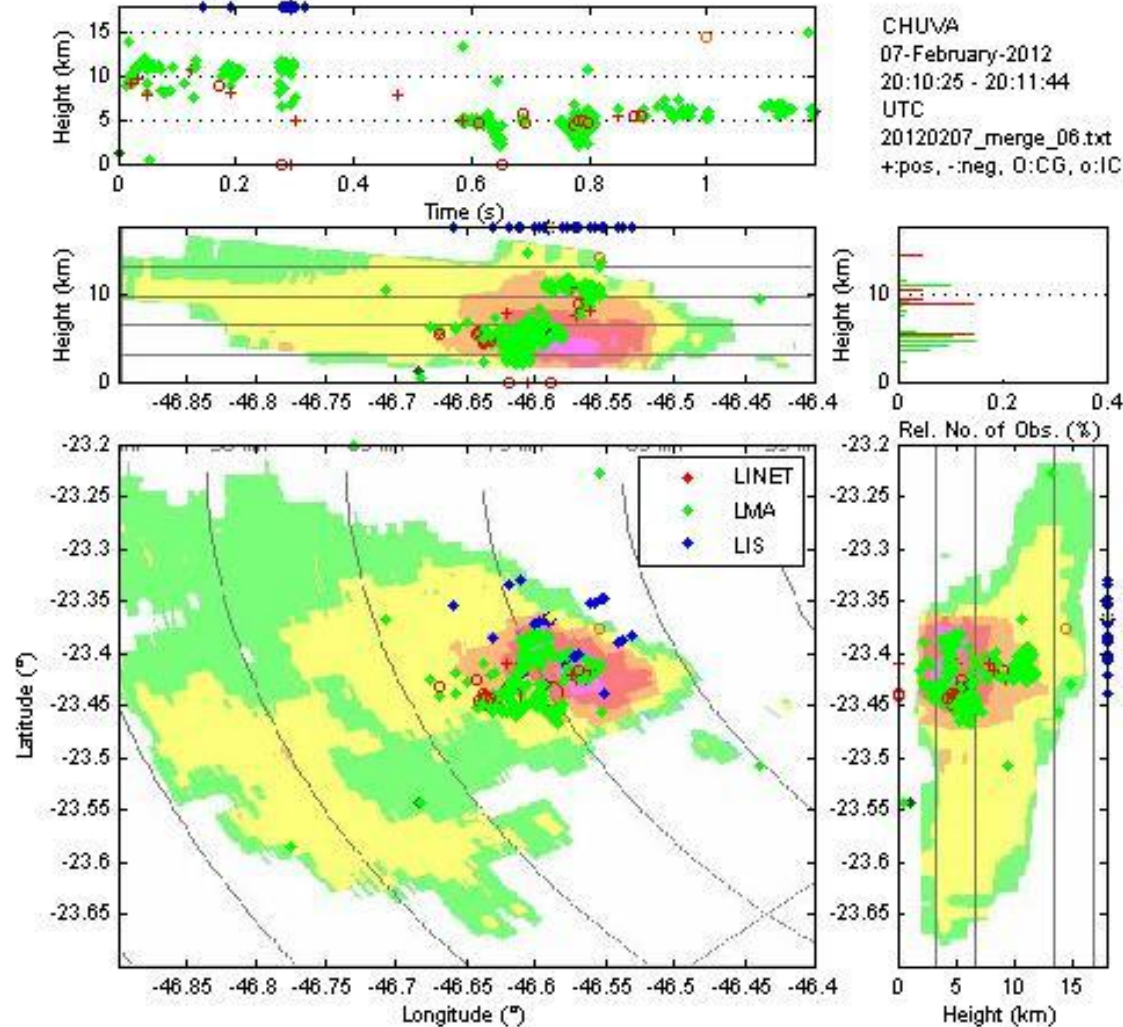 CHUVA
07-February-2012
20:10:25 - 20:11:44
UTC
20120207_merge_06.txt
+:pos, -:neg, O:CG, o:IC
Height (km)
15
10
5
0
0 0.2 0.4 0.6 0.8 1
Time (s)
Height (km)
10
0
-46.85 -46.8 -46.75 -46.7 -46.65 -46.6 -46.55 -46.5 -46.45 -46.4
Height (km)
10
0
0 0.2 0.4
Rel. No. of Obs. (%)
Latitude (°)
-23.2
-23.25
-23.3
-23.35
-23.4
-23.45
-23.5
-23.55
-23.6
-23.65
LINET
LMA
LIS
-46.85 -46.8 -46.75 -46.7 -46.65 -46.6 -46.55 -46.5 -46.45 -46.4
Longitude (°)
-23.2
-23.25
-23.3
-23.35
-23.4
-23.45
-23.5
-23.55
-23.6
-23.65
0 5 10 15
Height (km)